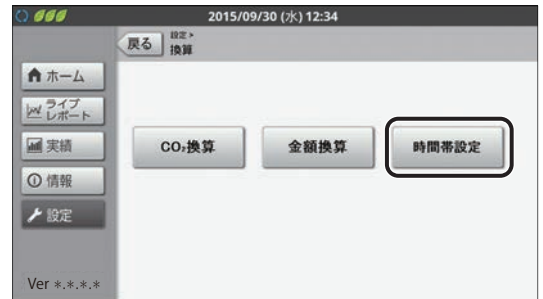 2015/09/30 (水) 12:34
戻る
設定 >
換算
ホーム
ライブ
レポート
実績
情報
設定
CO₂換算
金額換算
時間帯設定
Ver *.*.*.*